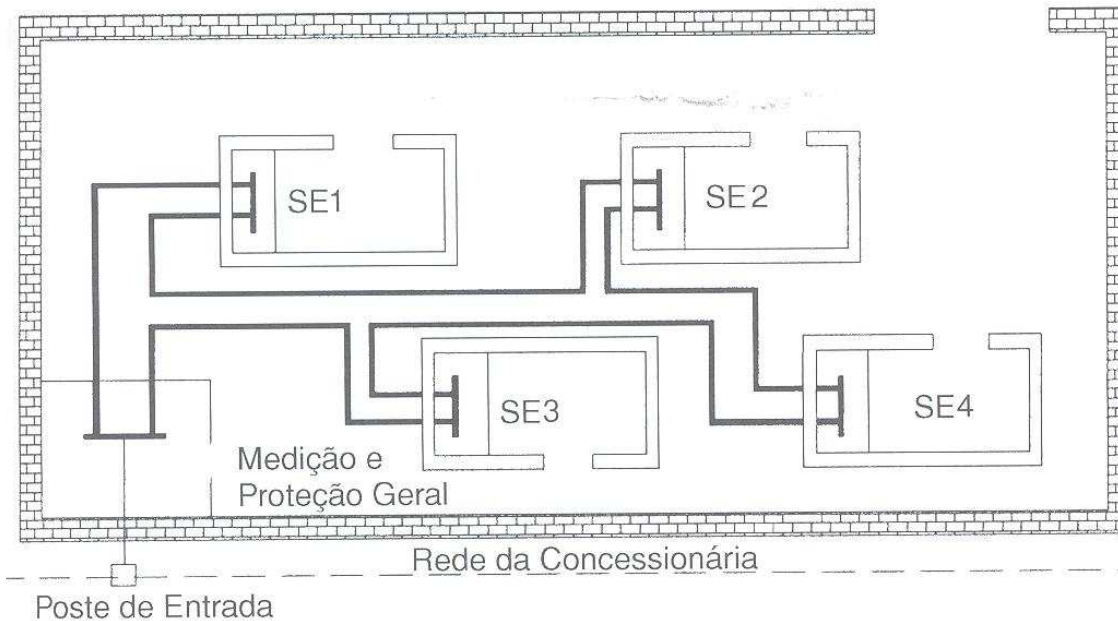 SE1
SE2
SE3
SE4
Medição e
Proteção Geral
Rede da Concessionária
Poste de Entrada